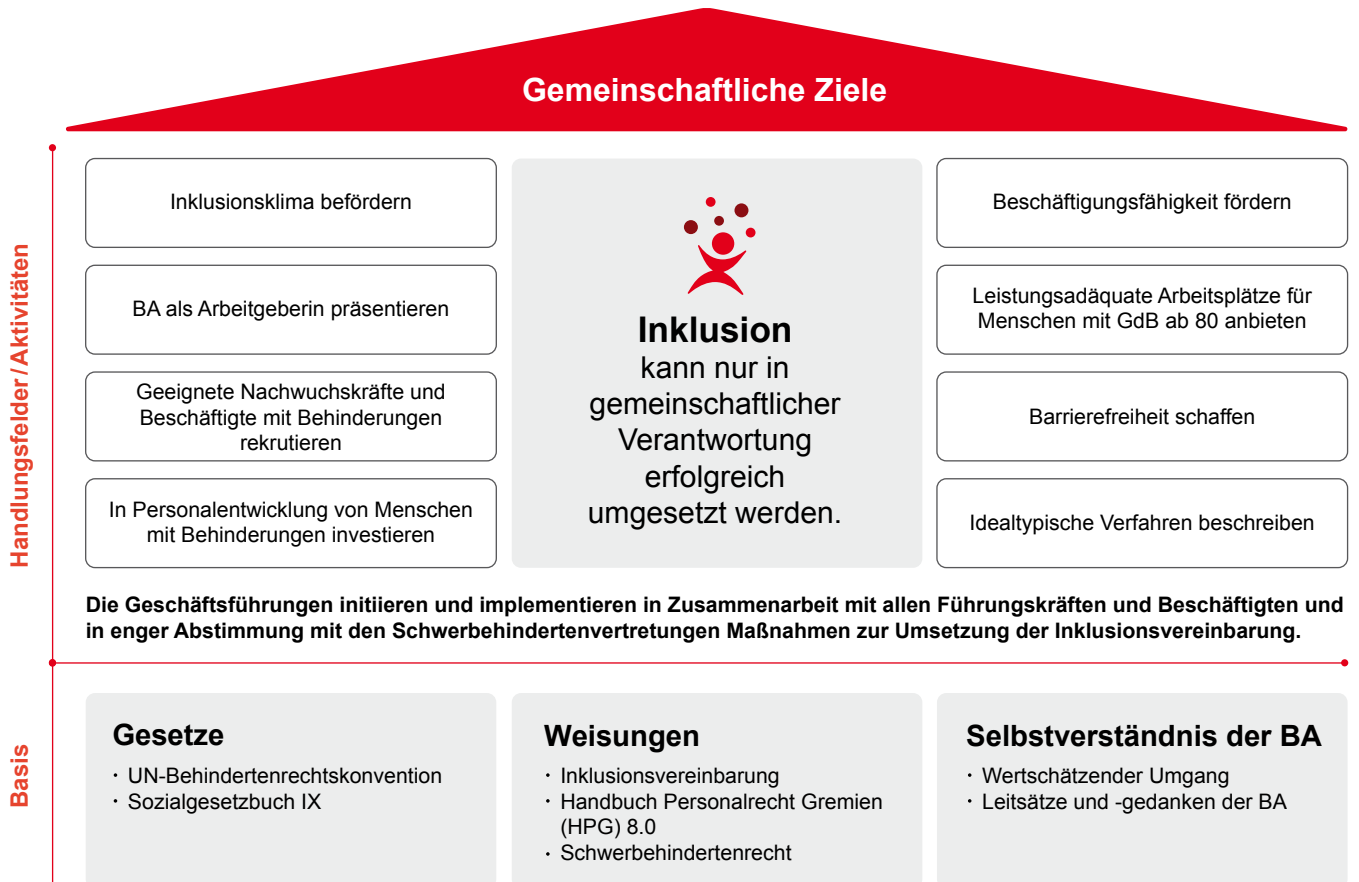 Gemeinschaftliche Ziele
Handlungsfelder / Aktivitäten
Inklusionsklima befördern
BA als Arbeitgeberin präsentieren
Geeignete Nachwuchskräfte und
Beschäftigte mit Behinderungen
rekrutieren
In Personalentwicklung von Menschen
mit Behinderungen investieren
Inklusion
kann nur in
gemeinschaftlicher
Verantwortung
erfolgreich
umgesetzt werden.
Beschäftigungsfähigkeit fördern
Leistungsadäquate Arbeitsplätze für
Menschen mit GdB ab 80 anbieten
Barrierefreiheit schaffen
Idealtypische Verfahren beschreiben
Die Geschäftsführungen initiieren und implementieren in Zusammenarbeit mit allen Führungskräften und Beschäftigten und
in enger Abstimmung mit den Schwerbehindertenvertretungen Maßnahmen zur Umsetzung der Inklusionsvereinbarung.
Basis
Gesetze
· UN-Behindertenrechtskonvention
· Sozialgesetzbuch IX
Weisungen
· Inklusionsvereinbarung
· Handbuch Personalrecht Gremien
(HPG) 8.0
· Schwerbehindertenrecht
Selbstverständnis der BA
· Wertschätzender Umgang
· Leitsätze und -gedanken der BA